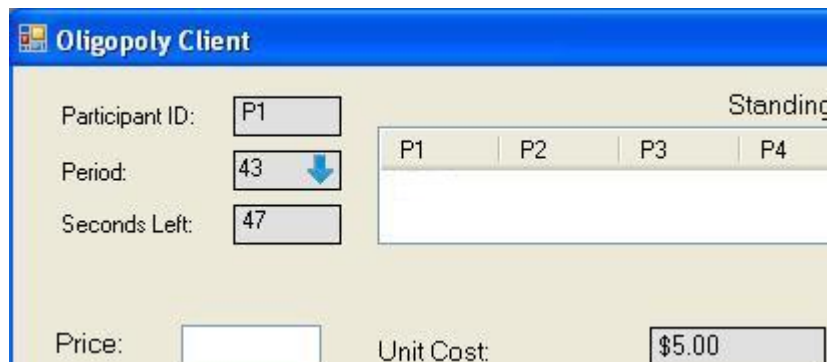 Oligopoly Client
Participant ID: P1
Period: 43
Seconds Left: 47
Standing
P1 P2 P3 P4
Price:
Unit Cost: $5.00